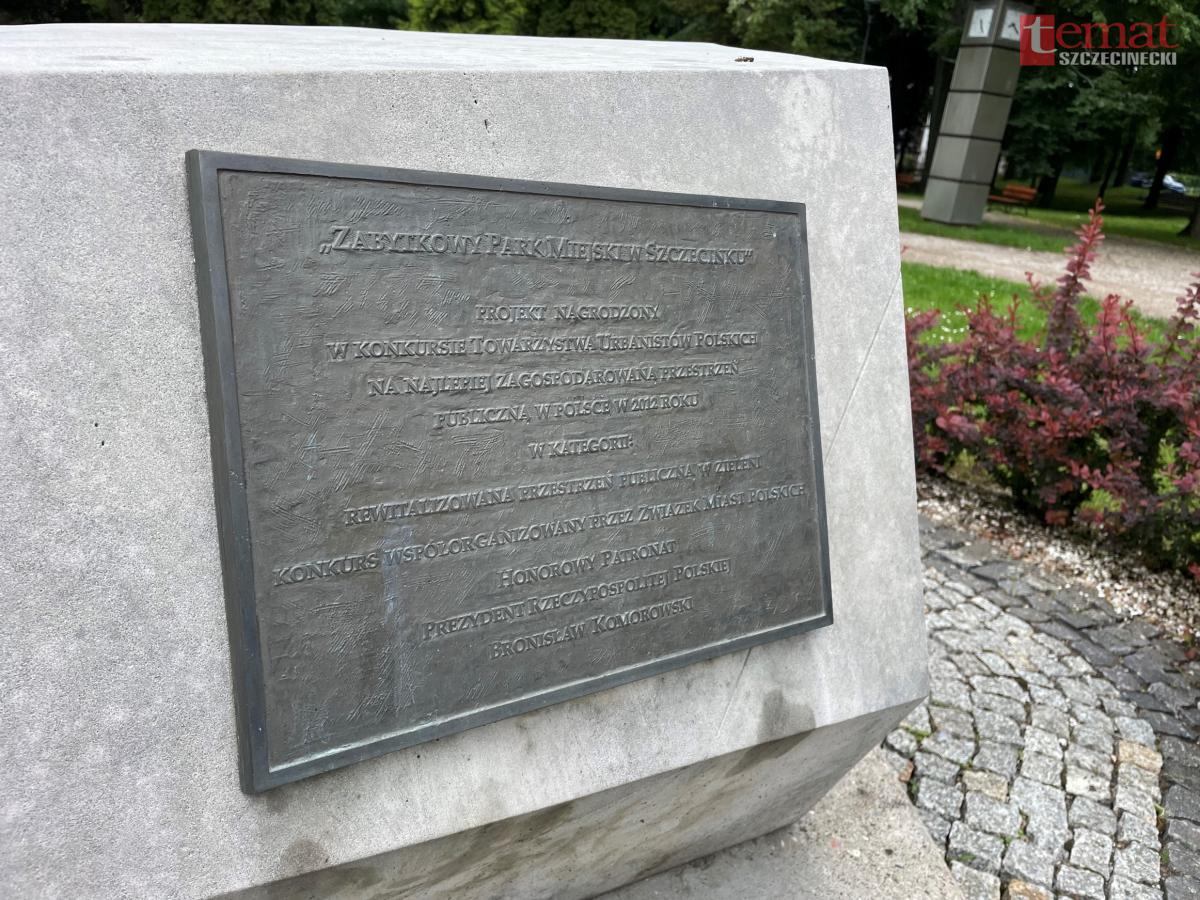 „Zabytkowy Park Miejski w Szczecinku"
PROJEKT NAGRODZONY
W KONKURSIE TOWARZYSTWA URBANISTÓW POLSKICH
NA NAJLEPIEJ ZAGOSPODAROWANĄ PRZESTRZEŃ
PUBLICZNĄ W POLSCE W 2012 ROKU
W KATEGORII:
REWITALIZOWANA PRZESTRZEŃ PUBLICZNA W ZIELENI
KONKURS WSPÓŁORGANIZOWANY PRZEZ ZWIĄZEK MIAST POLSKICH
HONOROWY PATRONAT
PREZYDENT RZECZYPOSPOLITEJ POLSKIEJ
BRONISŁAW KOMOROWSKI
temat
SZCZECINECKI